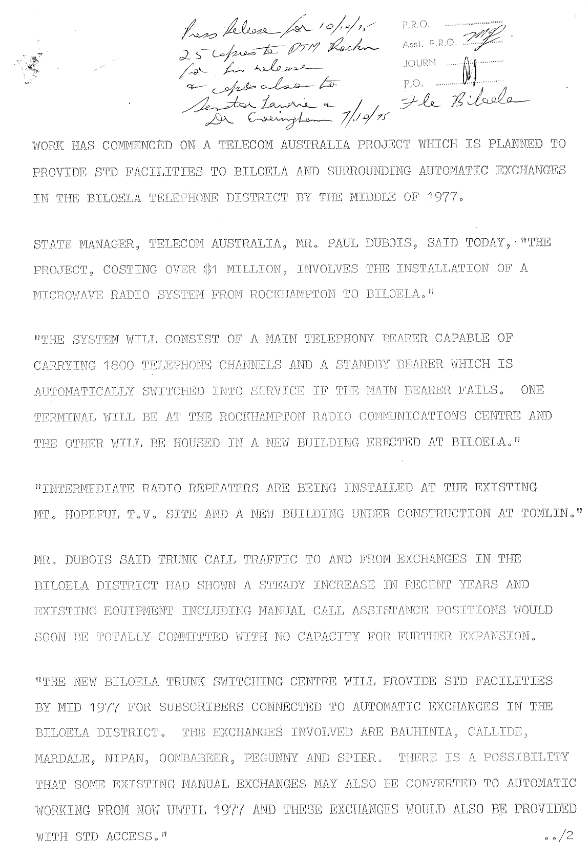 Press Release for 10/10/75
25 copies to DTM Rockn
for his release
& copies also to
Senator Lawrie &
Dr Everingham 7/10/75
P.R.O.
Asst. P.R.O.
JOURN
P.O.
File Biloela
WORK HAS COMMENCED ON A TELECOM AUSTRALIA PROJECT WHICH IS PLANNED TO
PROVIDE STD FACILITIES TO BILOELA AND SURROUNDING AUTOMATIC EXCHANGES
IN THE BILOELA TELEPHONE DISTRICT BY THE MIDDLE OF 1977.
STATE MANAGER, TELECOM AUSTRALIA, MR. PAUL DUBOIS, SAID TODAY, "THE
PROJECT, COSTING OVER $1 MILLION, INVOLVES THE INSTALLATION OF A
MICROWAVE RADIO SYSTEM FROM ROCKHAMPTON TO BILOELA."
"THE SYSTEM WILL CONSIST OF A MAIN TELEPHONY BEARER CAPABLE OF
CARRYING 1800 TELEPHONE CHANNELS AND A STANDBY BEARER WHICH IS
AUTOMATICALLY SWITCHED INTO SERVICE IF THE MAIN BEARER FAILS. ONE
TERMINAL WILL BE AT THE ROCKHAMPTON RADIO COMMUNICATIONS CENTRE AND
THE OTHER WILL BE HOUSED IN A NEW BUILDING ERECTED AT BILOELA."
"INTERMEDIATE RADIO REPEATERS ARE BEING INSTALLED AT THE EXISTING
MT. HOPEFUL T.V. SITE AND A NEW BUILDING UNDER CONSTRUCTION AT TOMLIN."
MR. DUBOIS SAID TRUNK CALL TRAFFIC TO AND FROM EXCHANGES IN THE
BILOELA DISTRICT HAD SHOWN A STEADY INCREASE IN RECENT YEARS AND
EXISTING EQUIPMENT INCLUDING MANUAL CALL ASSISTANCE POSITIONS WOULD
SOON BE TOTALLY COMMITTED WITH NO CAPACITY FOR FURTHER EXPANSION.
"THE NEW BILOELA TRUNK SWITCHING CENTRE WILL PROVIDE STD FACILITIES
BY MID 1977 FOR SUBSCRIBERS CONNECTED TO AUTOMATIC EXCHANGES IN THE
BILOELA DISTRICT. THE EXCHANGES INVOLVED ARE BAUHINIA, CALLIDE,
MARDALE, NIPAN, OOMBABEER, PEGUNNY AND SPIER. THERE IS A POSSIBILITY
THAT SOME EXISTING MANUAL EXCHANGES MAY ALSO BE CONVERTED TO AUTOMATIC
WORKING FROM NOW UNTIL 1977 AND THESE EXCHANGES WOULD ALSO BE PROVIDED
WITH STD ACCESS."
../2